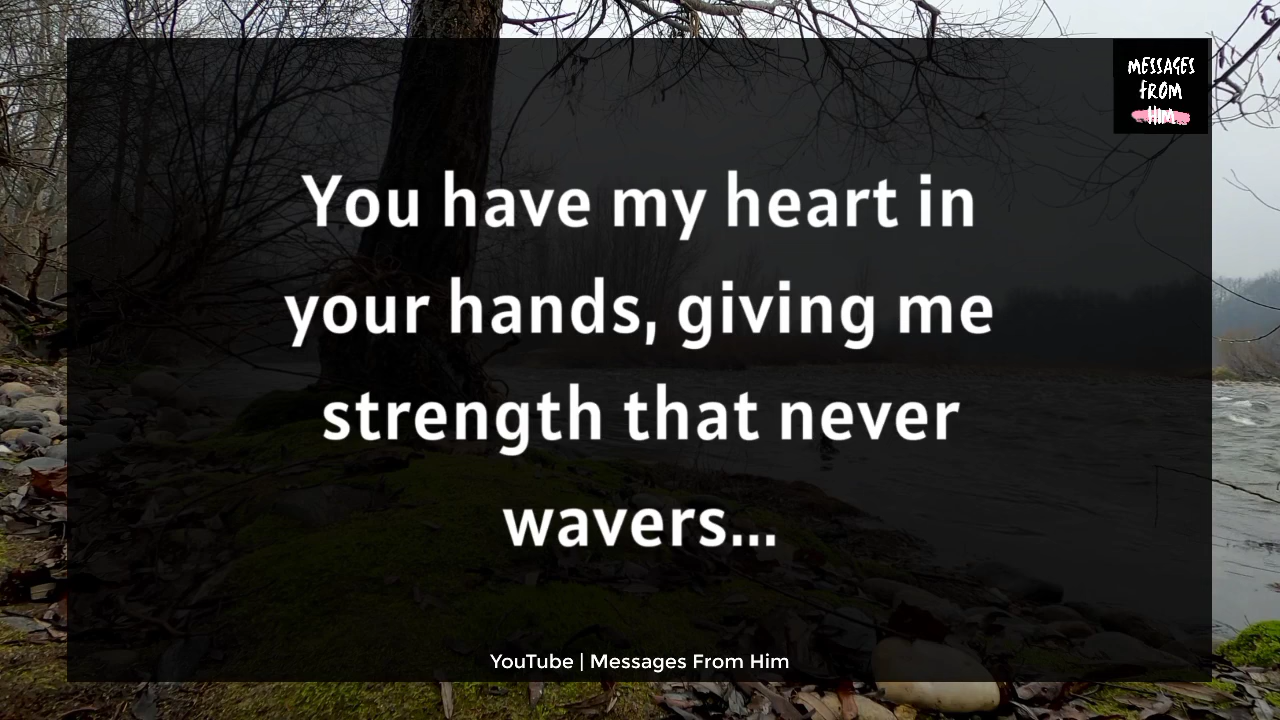 MESSAGES
FROM
HIM
You have my heart in
your hands, giving me
strength that never
wavers...
YouTube | Messages From Him